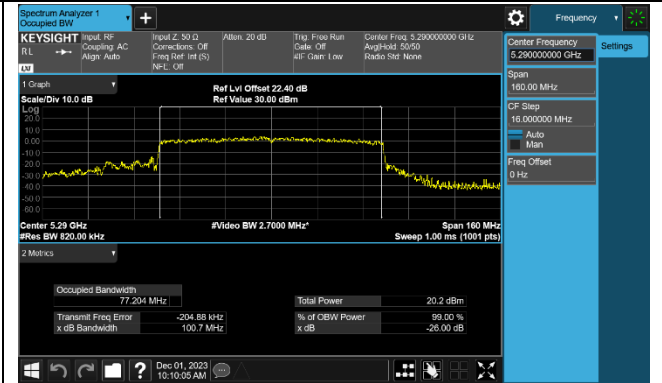 Spectrum Analyzer 1
Occupied BW
Frequency
KEYSIGHT
RL
LXI
Input: RF
Coupling: AC
Align: Auto
Input Z: 50 Ω
Corrections: Off
Freq Ref: Int (S)
NFE: Off
Atten: 20 dB
Trig: Free Run
Gate: Off
#IF Gain: Low
Center Freq: 5.290000000 GHz
Avg|Hold: 50/50
Radio Std: None
Center Frequency
5.290000000 GHz
Settings
Span
160.00 MHz
CF Step
16.000000 MHz
Auto
Man
Freq Offset
0 Hz
1 Graph
Scale/Div 10.0 dB
Ref Lvl Offset 22.40 dB
Ref Value 30.00 dBm
Log
20.0
10.0
0.00
-10.0
-20.0
-30.0
-40.0
-50.0
-60.0
Center 5.29 GHz
#Res BW 820.00 kHz
#Video BW 2.7000 MHz*
Span 160 MHz
Sweep 1.00 ms (1001 pts)
2 Metrics
Occupied Bandwidth
77.204 MHz
Total Power 20.2 dBm
Transmit Freq Error -204.88 kHz
% of OBW Power 99.00 %
x dB Bandwidth 100.7 MHz
x dB -26.00 dB
?
Dec 01, 2023
10:10:05 AM